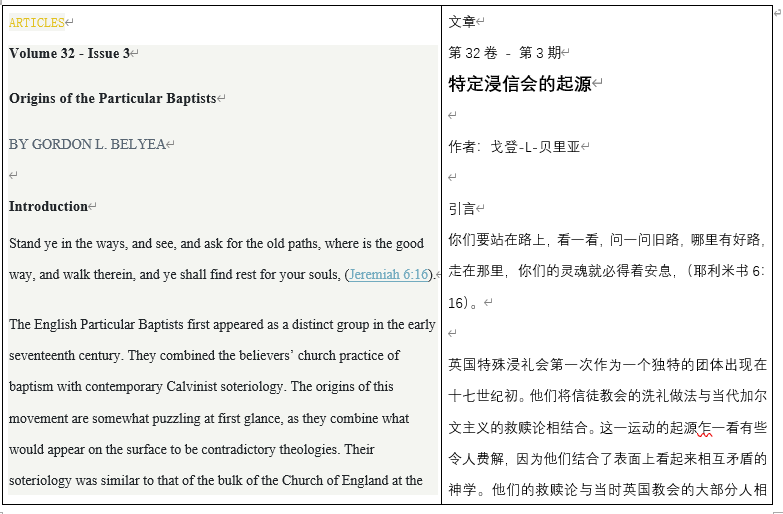 ARTICLES
Volume 32 - Issue 3
Origins of the Particular Baptists
BY GORDON L. BELYEA
Introduction
Stand ye in the ways, and see, and ask for the old paths, where is the good
way, and walk therein, and ye shall find rest for your souls, (Jeremiah 6:16).
The English Particular Baptists first appeared as a distinct group in the early
seventeenth century. They combined the believers’ church practice of
baptism with contemporary Calvinist soteriology. The origins of this
movement are somewhat puzzling at first glance, as they combine what
would appear on the surface to be contradictory theologies. Their
soteriology was similar to that of the bulk of the Church of England at the
文章
第 32 卷 - 第 3 期
特定浸信会的起源
作者：戈登-L-贝里亚
引言
你们要站在路上，看一看，问一问旧路，哪里有好路，
走在那里，你们的灵魂就必得着安息，（耶利米书 6：
16）。
英国特殊浸礼会第一次作为一个独特的团体出现在
十七世纪初。他们将信徒教会的洗礼做法与当代加尔
文主义的救赎论相结合。这一运动的起源乍一看有些
令人费解，因为他们结合了表面上看起来相互矛盾的
神学。他们的救赎论与当时英国教会的大部分人相